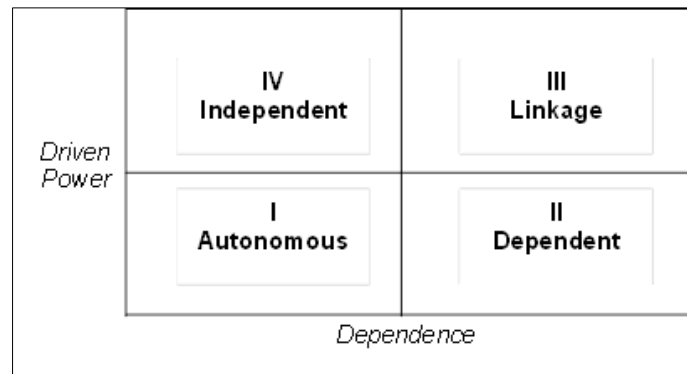 IV
Independent
III
Linkage
Driven
Power
I
Autonomous
II
Dependent
Dependence